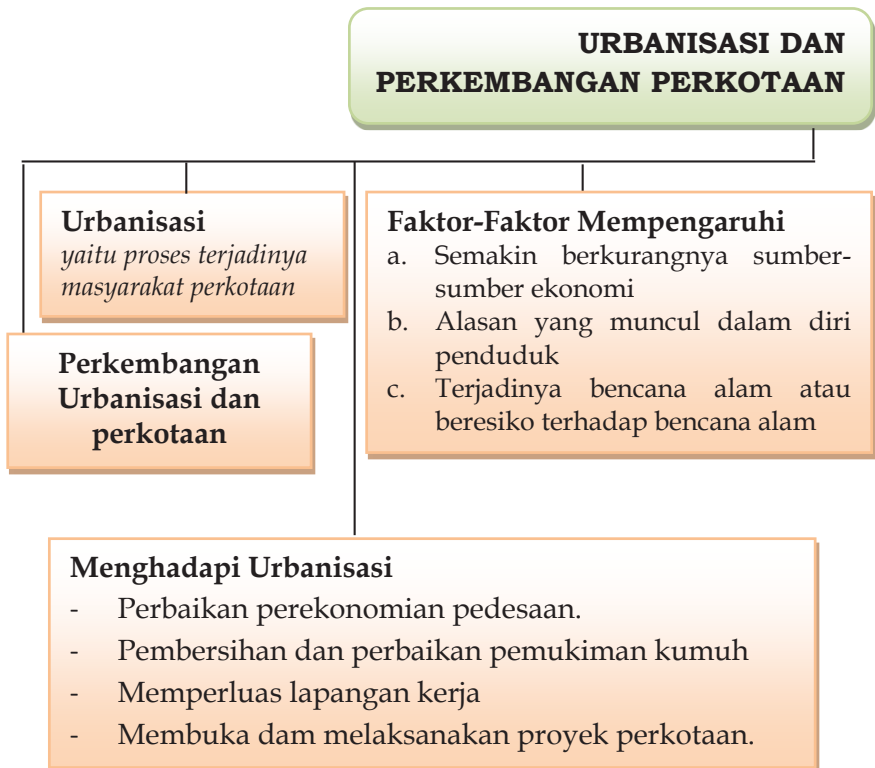 URBANISASI DAN
PERKEMBANGAN PERKOTAAN
Urbanisasi
yaitu proses terjadinya
masyarakat perkotaan
Faktor-Faktor Mempengaruhi
a. Semakin berkurangnya sumber-
sumber ekonomi
b. Alasan yang muncul dalam diri
penduduk
c. Terjadinya bencana alam atau
beresiko terhadap bencana alam
Perkembangan
Urbanisasi dan
perkotaan
Menghadapi Urbanisasi
- Perbaikan perekonomian pedesaan.
- Pembersihan dan perbaikan pemukiman kumuh
- Memperluas lapangan kerja
- Membuka dam melaksanakan proyek perkotaan.